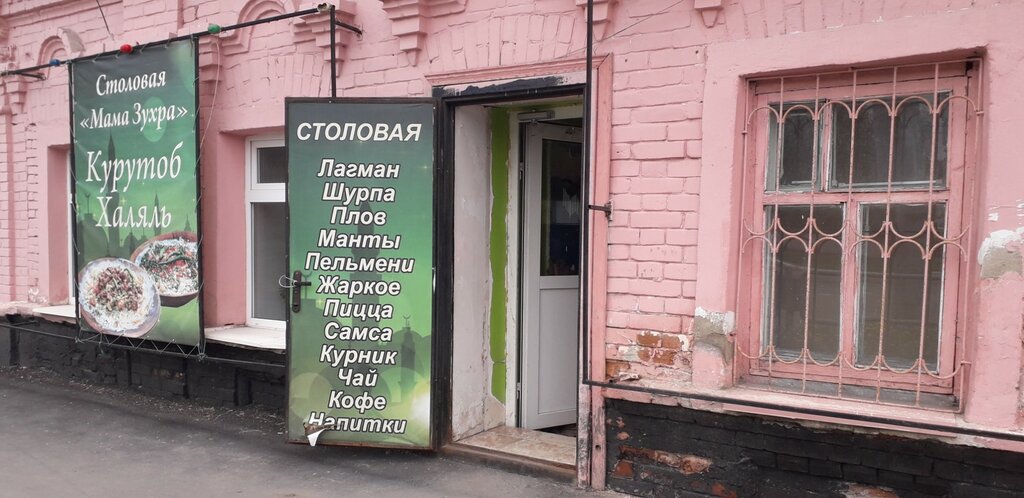 Столовая
«Мама Зухра»
Курутоб
Халяль
СТОЛОВАЯ
Лагман
Шурпа
Плов
Манты
Пельмени
Жаркое
Пицца
Самса
Курник
Чай
Кофе
Напитки